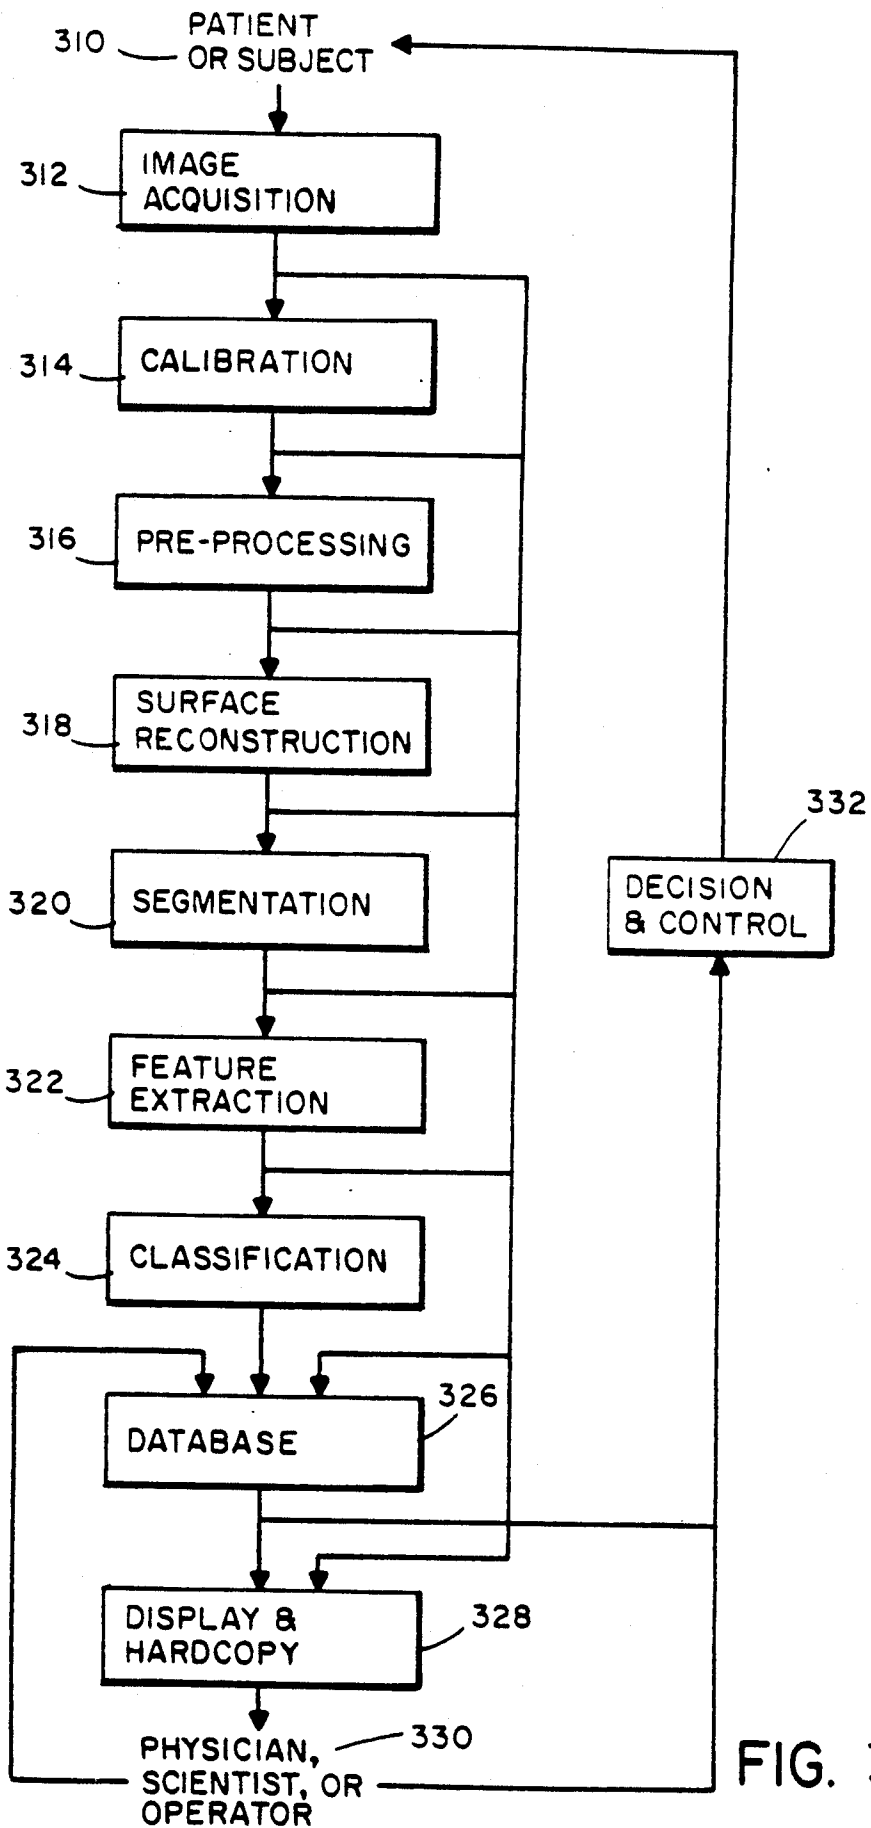 310
PATIENT
OR SUBJECT
312
IMAGE
ACQUISITION
314
CALIBRATION
316
PRE-PROCESSING
318
SURFACE
RECONSTRUCTION
332
DECISION
& CONTROL
320
SEGMENTATION
322
FEATURE
EXTRACTION
324
CLASSIFICATION
326
DATABASE
328
DISPLAY &
HARDCOPY
330
PHYSICIAN,
SCIENTIST, OR
OPERATOR
FIG.